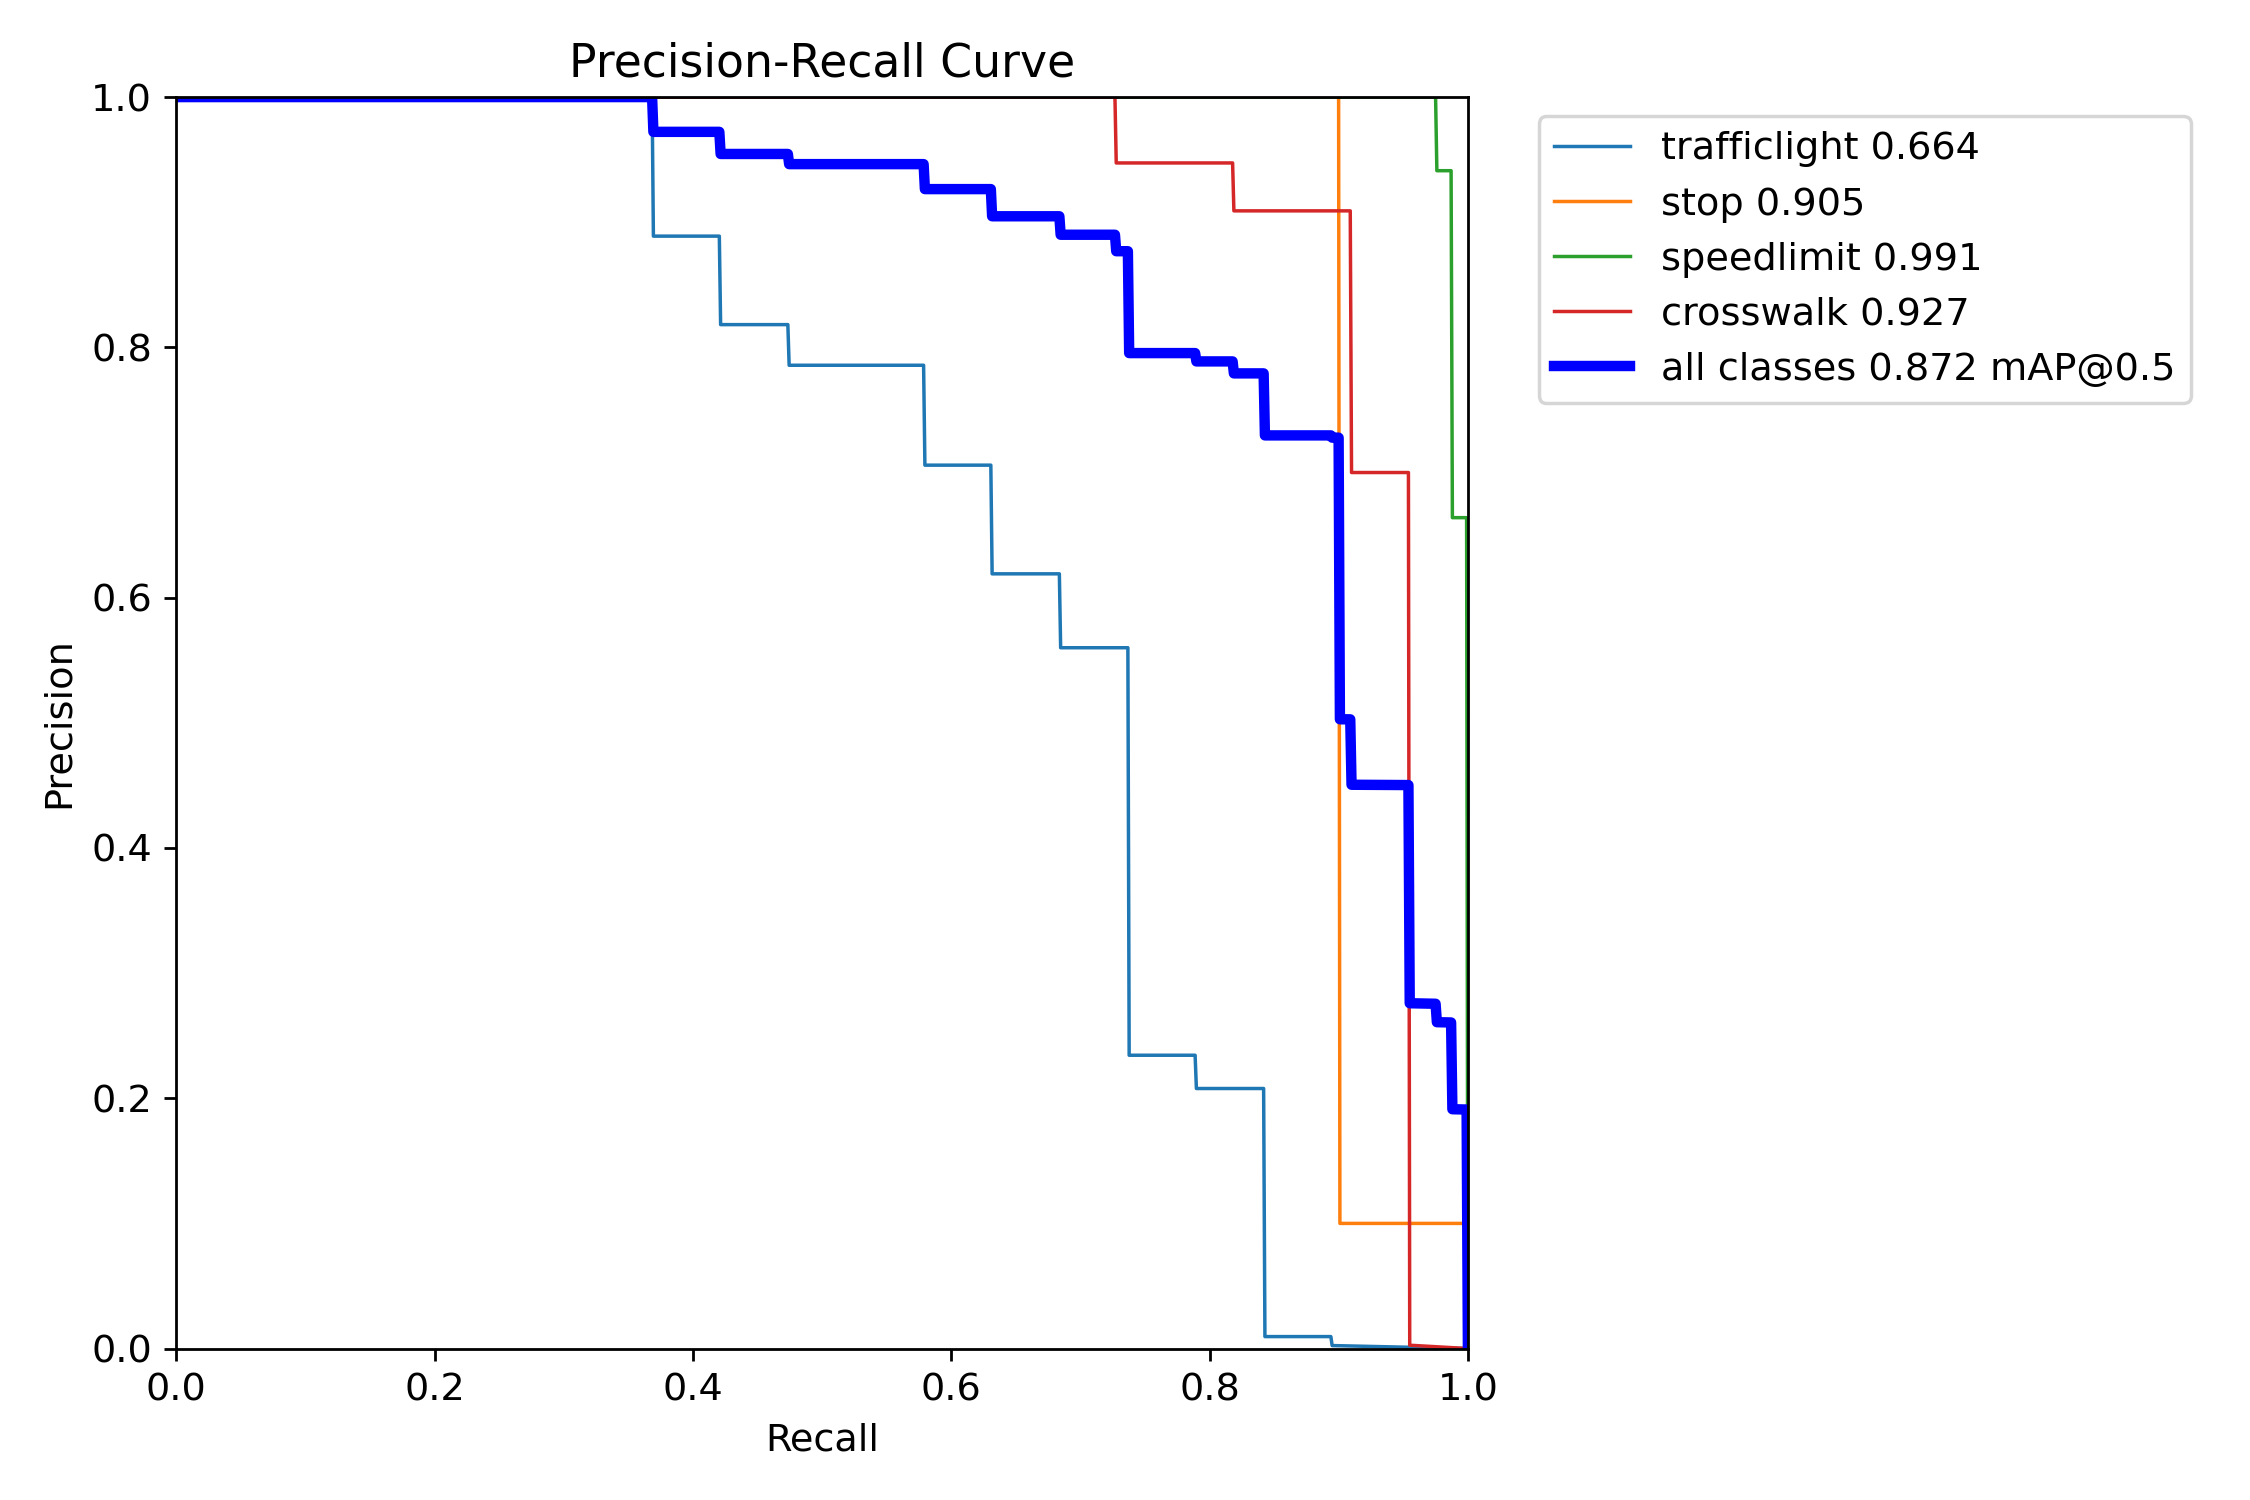 Precision-Recall Curve
1.0
0.8
0.6
0.4
0.2
0.0
Precision
0.0 0.2 0.4 0.6 0.8 1.0
Recall
trafficlight 0.664
stop 0.905
speedlimit 0.991
crosswalk 0.927
all classes 0.872 mAP@0.5